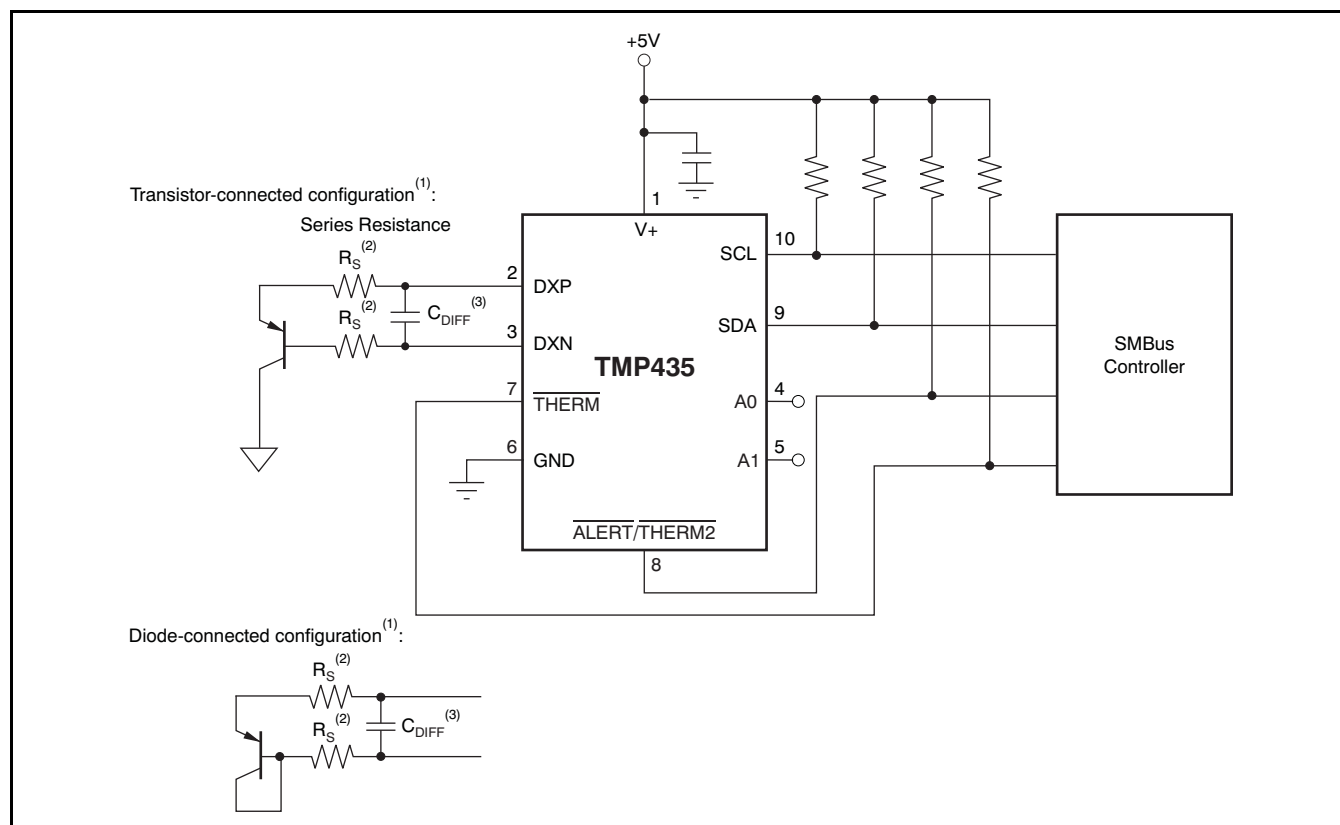 +5V
Transistor-connected configuration(1):
Series Resistance
1
V+
RS(2)
2
DXP
CDIFF(3)
RS(2)
3
DXN
TMP435
7
THERM
6
GND
ALERT/THERM2
8
10
SCL
9
SDA
4
A0
5
A1
SMBus
Controller
Diode-connected configuration(1):
RS(2)
CDIFF(3)
RS(2)